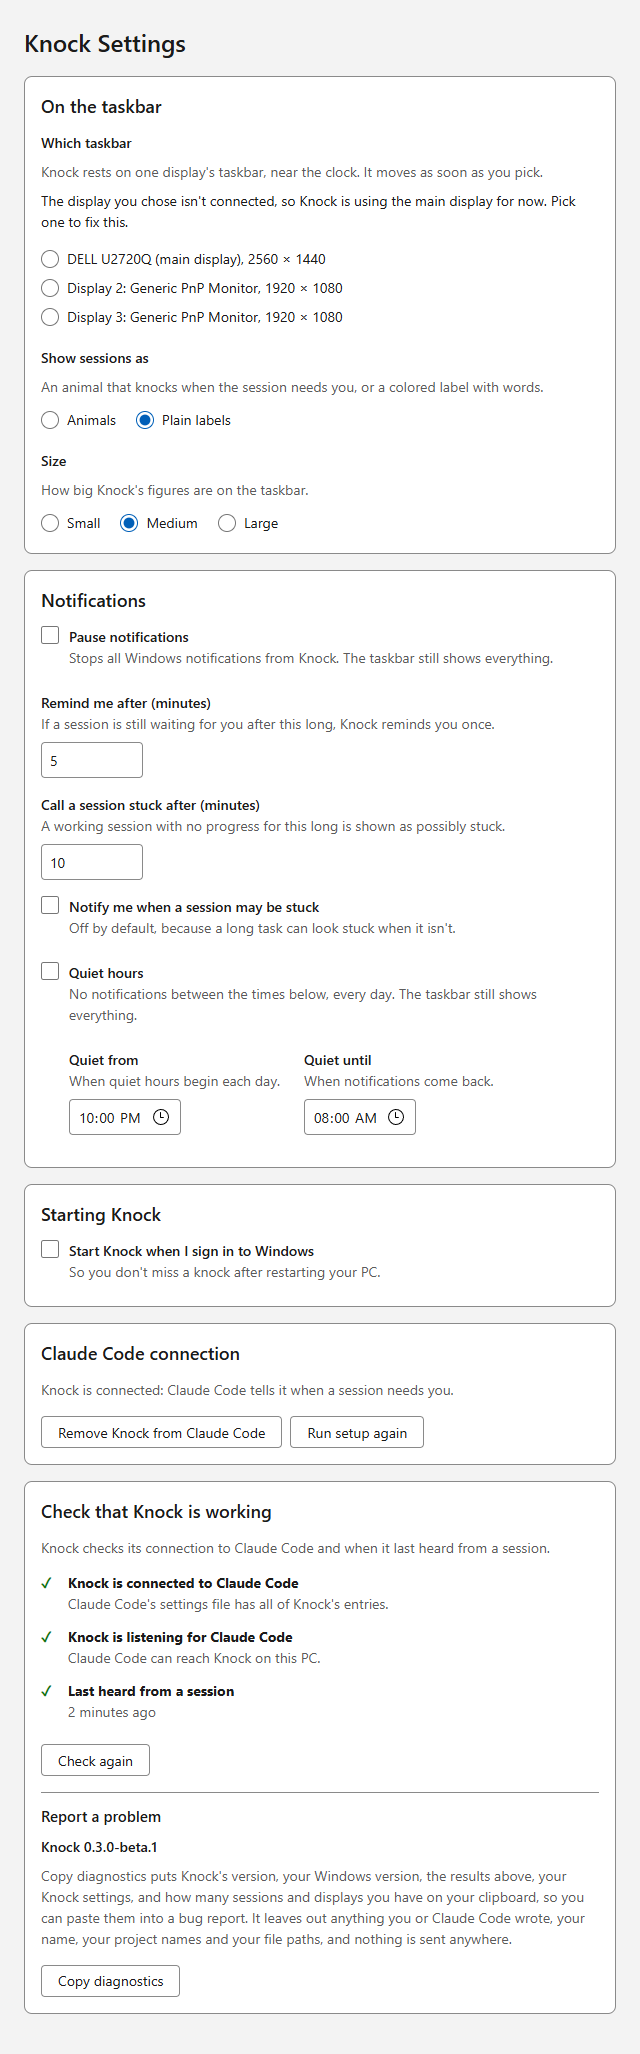 Knock Settings
On the taskbar
Which taskbar
Knock rests on one display's taskbar, near the clock. It moves as soon as you pick.
The display you chose isn't connected, so Knock is using the main display for now. Pick
one to fix this.
DELL U2720Q (main display), 2560 × 1440
Display 2: Generic PnP Monitor, 1920 × 1080
Display 3: Generic PnP Monitor, 1920 × 1080
Show sessions as
An animal that knocks when the session needs you, or a colored label with words.
Animals Plain labels
Size
How big Knock's figures are on the taskbar.
Small Medium Large
Notifications
Pause notifications
Stops all Windows notifications from Knock. The taskbar still shows everything.
Remind me after (minutes)
If a session is still waiting for you after this long, Knock reminds you once.
5
Call a session stuck after (minutes)
A working session with no progress for this long is shown as possibly stuck.
10
Notify me when a session may be stuck
Off by default, because a long task can look stuck when it isn't.
Quiet hours
No notifications between the times below, every day. The taskbar still shows
everything.
Quiet from Quiet until
When quiet hours begin each day. When notifications come back.
10:00 PM 08:00 AM
Starting Knock
Start Knock when I sign in to Windows
So you don't miss a knock after restarting your PC.
Claude Code connection
Knock is connected: Claude Code tells it when a session needs you.
Remove Knock from Claude Code Run setup again
Check that Knock is working
Knock checks its connection to Claude Code and when it last heard from a session.
✓ Knock is connected to Claude Code
Claude Code's settings file has all of Knock's entries.
✓ Knock is listening for Claude Code
Claude Code can reach Knock on this PC.
✓ Last heard from a session
2 minutes ago
Check again
Report a problem
Knock 0.3.0-beta.1
Copy diagnostics puts Knock's version, your Windows version, the results above, your
Knock settings, and how many sessions and displays you have on your clipboard, so you
can paste them into a bug report. It leaves out anything you or Claude Code wrote, your
name, your project names and your file paths, and nothing is sent anywhere.
Copy diagnostics